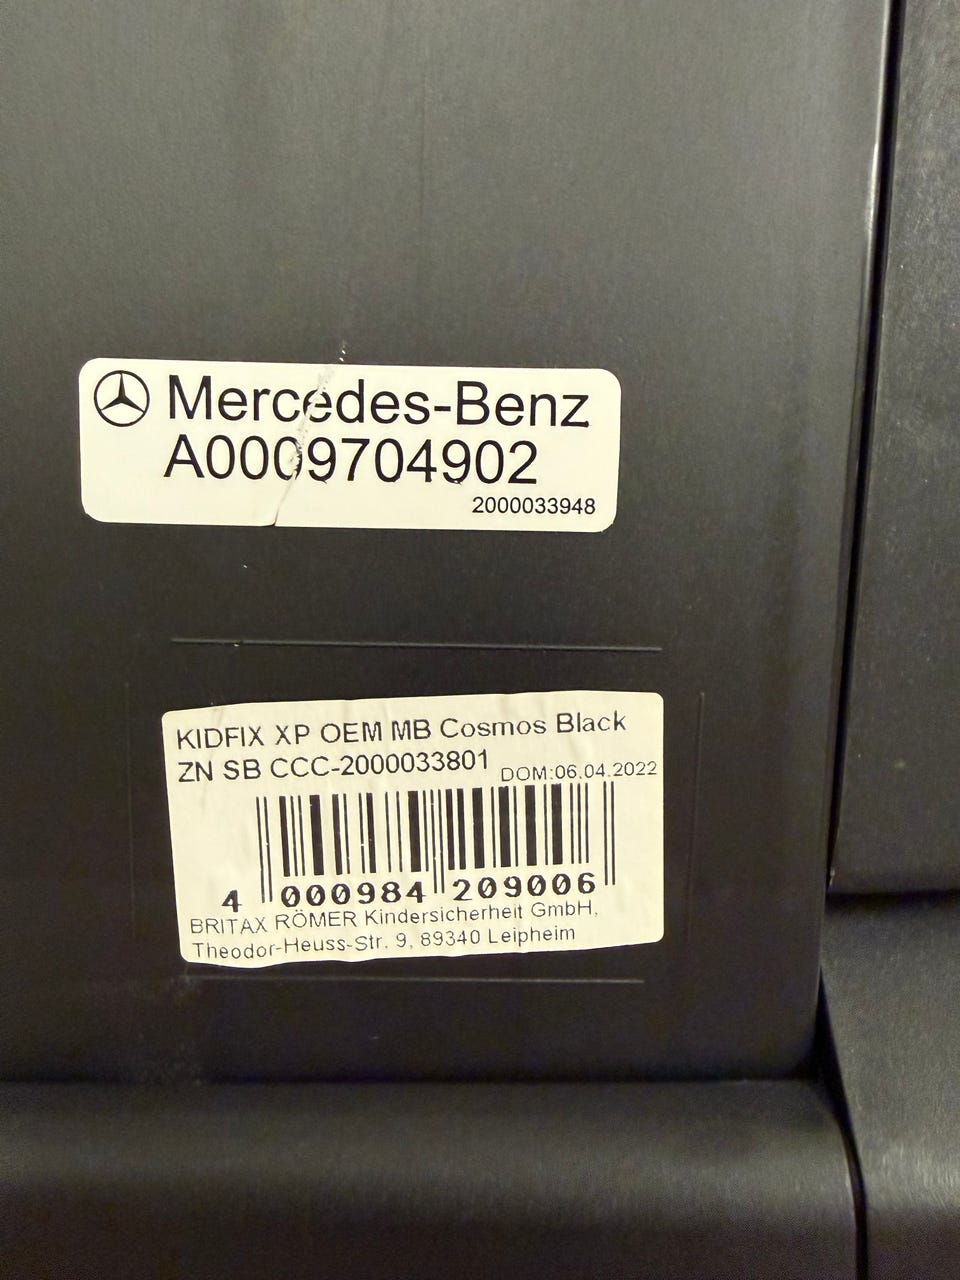 Mercedes-Benz
A0009704902
2000033948
KIDFIX XP OEM MB Cosmos Black
ZN SB CCC-2000033801 DOM:06.04.2022
4 000984 209006
BRITAX RÖMER Kindersicherheit GmbH,
Theodor-Heuss-Str. 9, 89340 Leipheim